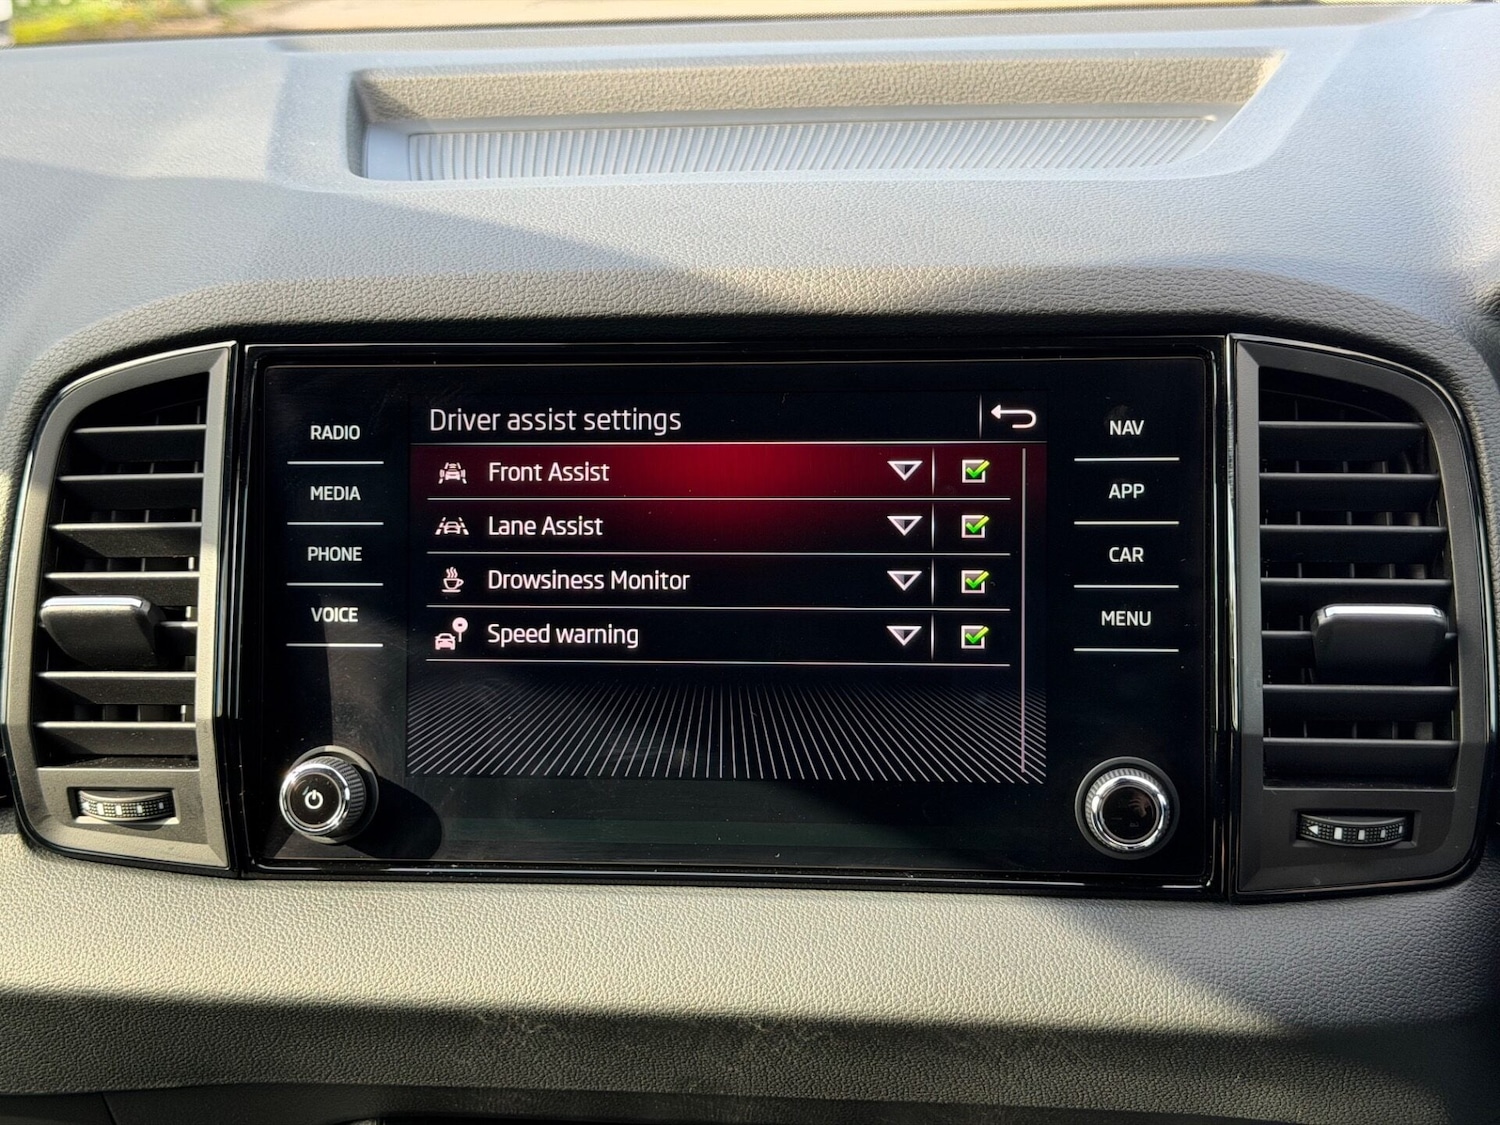 Driver assist settings
RADIO
MEDIA
PHONE
VOICE
Front Assist
Lane Assist
Drowsiness Monitor
Speed warning
NAV
APP
CAR
MENU